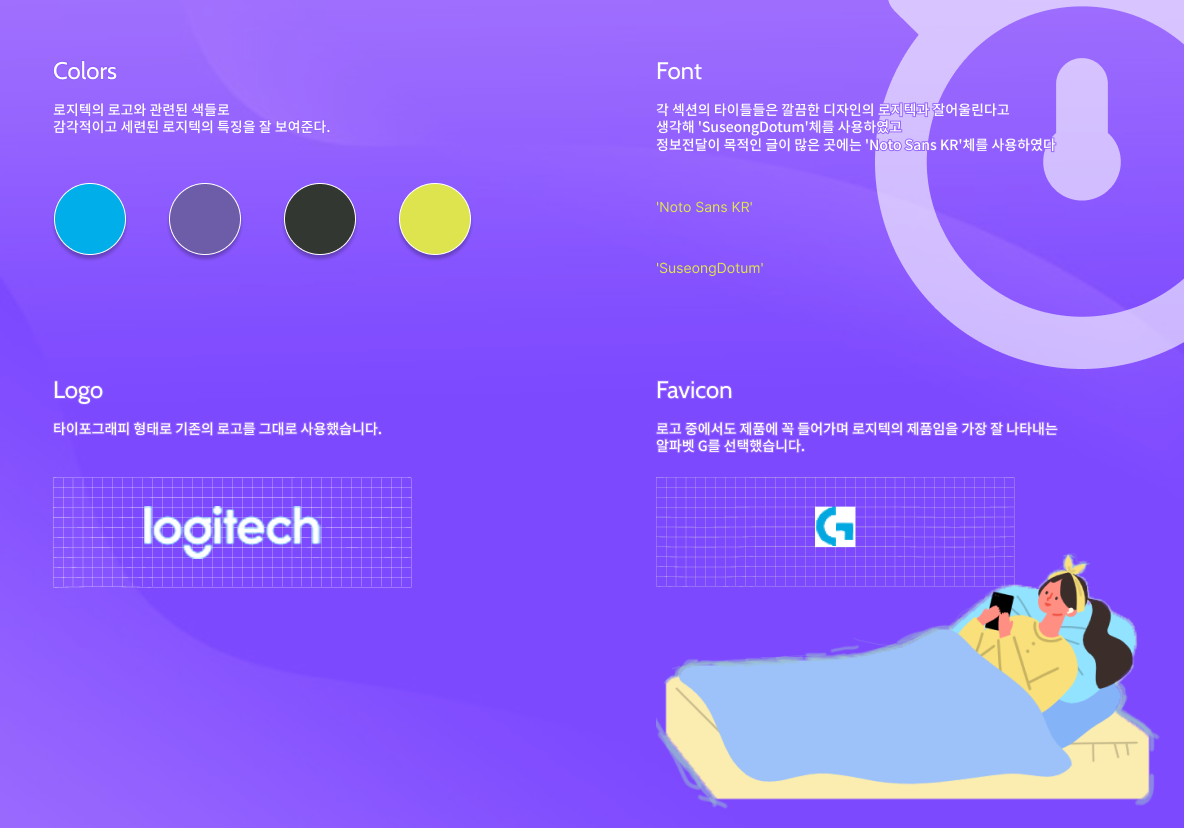 Colors
로지텍의 로고와 관련된 색들로
감각적이고 세련된 로지텍의 특징을 잘 보여준다.
Font
각 섹션의 타이틀들은 깔끔한 디자인의 로지텍과 잘어울린다고
생각해 'SuseongDotum'체를 사용하였고
정보전달이 목적인 글이 많은 곳에는 'Noto Sans KR'체를 사용하였다
'Noto Sans KR'
'SuseongDotum'
Logo
타이포그래피 형태로 기존의 로고를 그대로 사용했습니다.
logitech
Favicon
로고 중에서도 제품에 꼭 들어가며 로지텍의 제품임을 가장 잘 나타내는
알파벳 G를 선택했습니다.
G